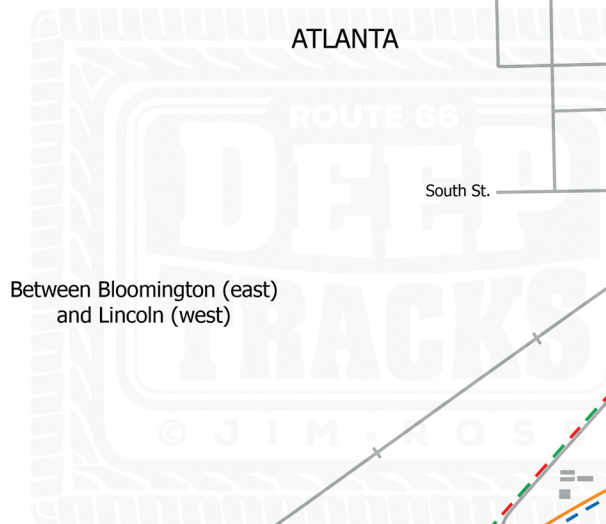 ATLANTA
ROUTE 66
DEEP
South St.
Between Bloomington (east)
and Lincoln (west)
TRACKS
© JIM · ROSS